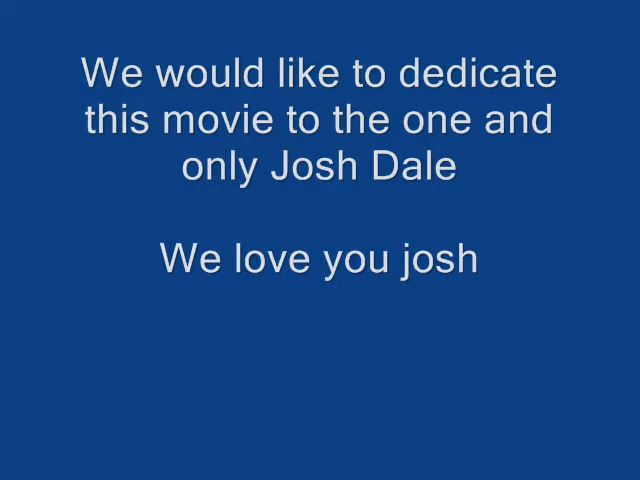 We would like to dedicate
this movie to the one and
only Josh Dale
We love you josh